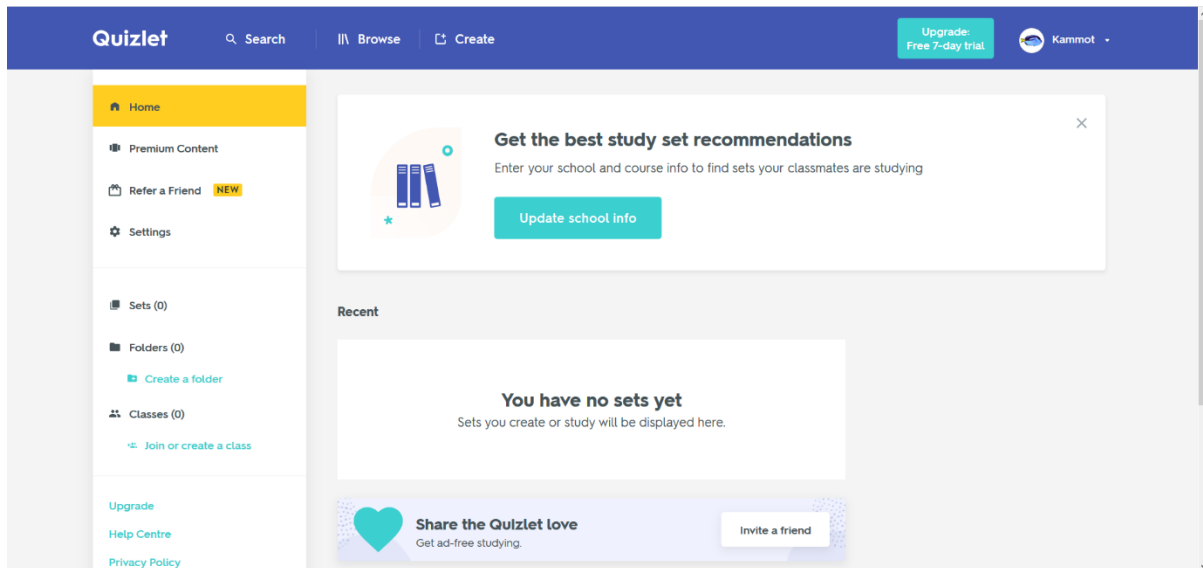 Quizlet
Search
Browse
Create
Upgrade:
Free 7-day trial
Kammot
Home
Premium Content
Refer a Friend NEW
Settings
Sets (0)
Folders (0)
Create a folder
Classes (0)
Join or create a class
Upgrade
Help Centre
Privacy Policy
Get the best study set recommendations
Enter your school and course info to find sets your classmates are studying
Update school info
Recent
You have no sets yet
Sets you create or study will be displayed here.
Share the Quizlet love
Get ad-free studying.
Invite a friend